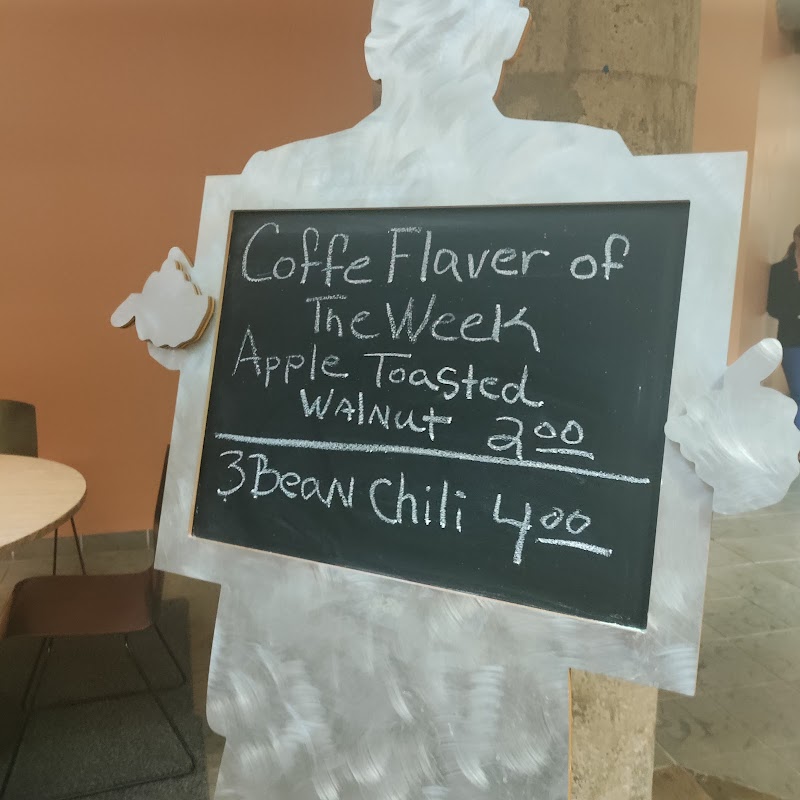 Coffe Flaver of
The Week
Apple Toasted
Walnut 2.00
3 Bean Chili 4.00